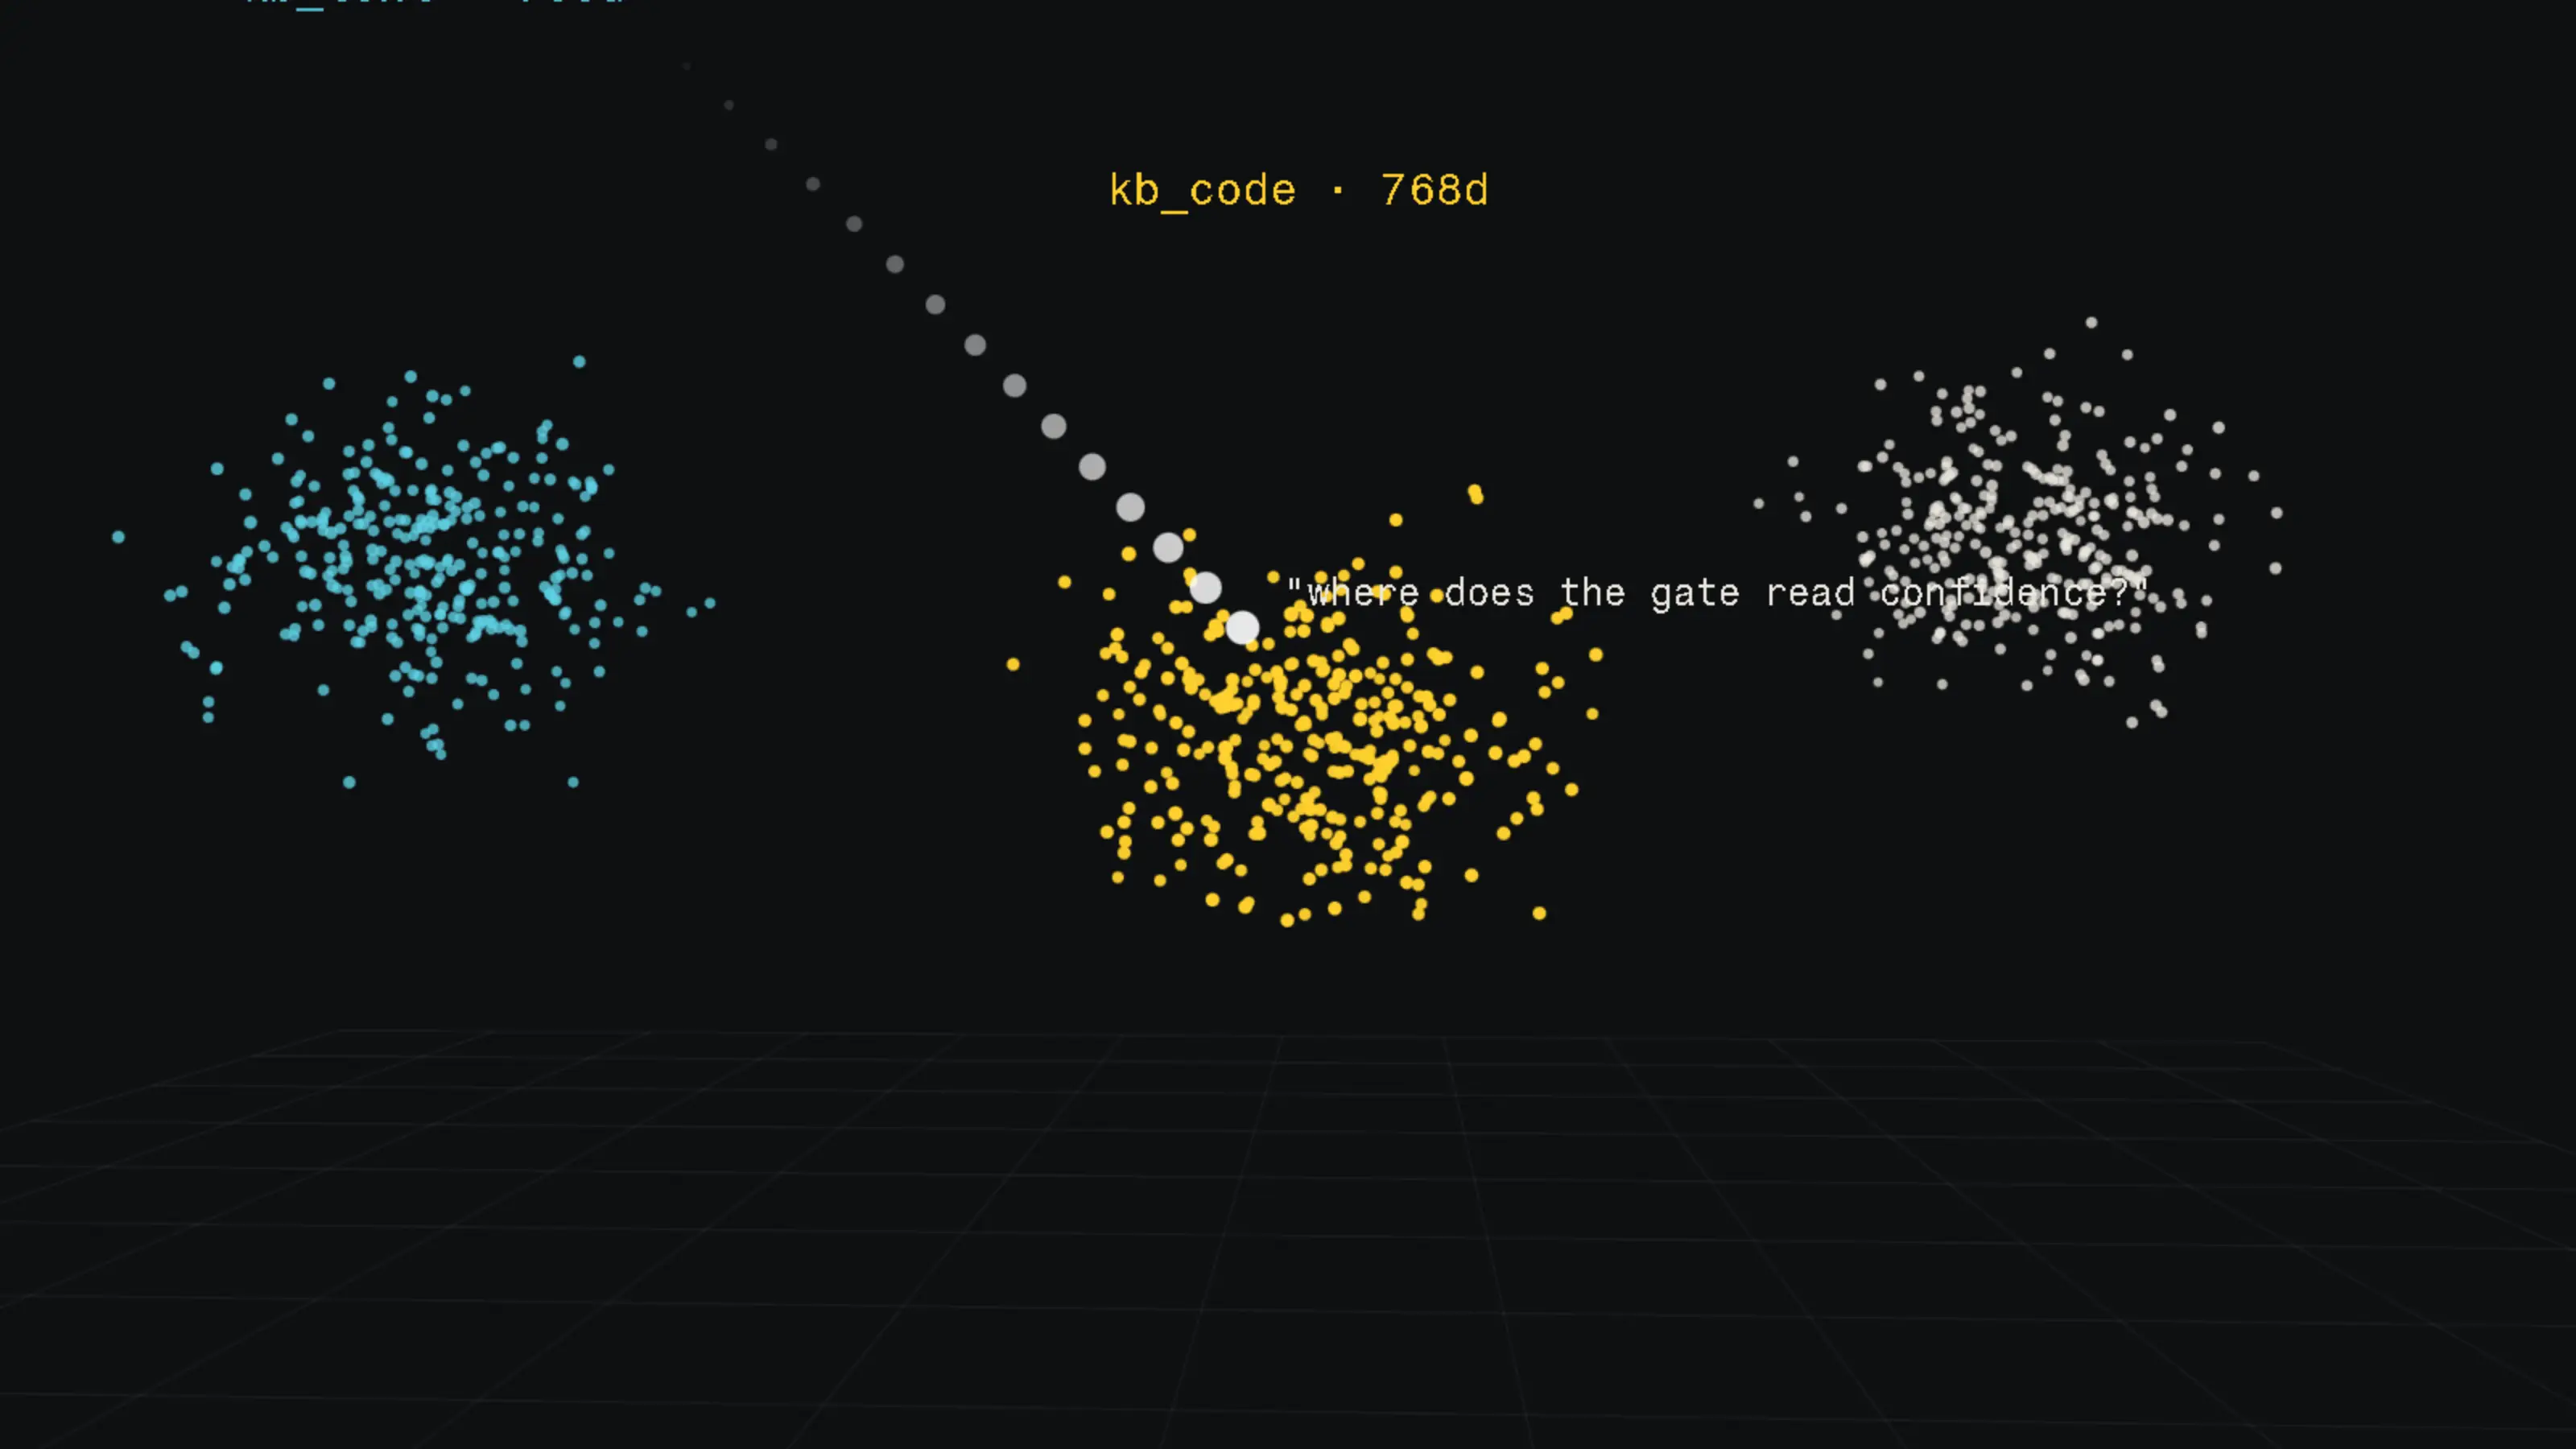 kb_code · 768d
"where does the gate read confidence?"